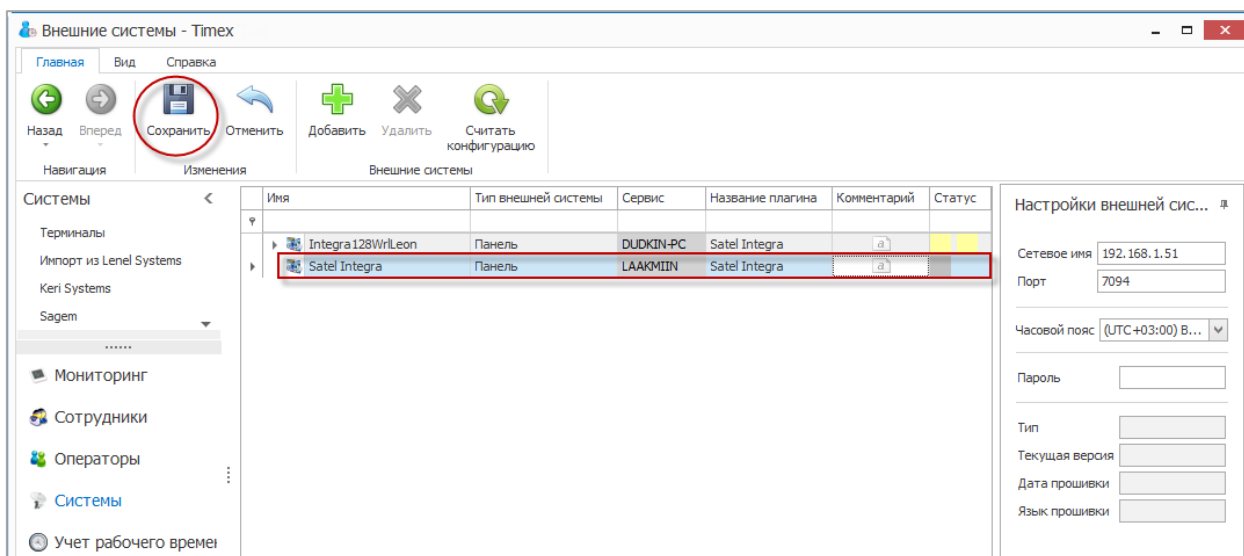 Внешние системы - Timex
Главная Вид Справка
Назад Вперед Сохранить Отменить Добавить Удалить Считать
конфигурацию
Навигация Изменения Внешние системы
Системы
Терминалы
Импорт из Lenel Systems
Keri Systems
Sagem
Мониторинг
Сотрудники
Операторы
Системы
Учет рабочего времен
Имя Тип внешней системы Сервис Название плагина Комментарий Статус
Integra128WrlLeon Панель DUDKIN-PC Satel Integra a
Satel Integra Панель LAAKMIIN Satel Integra a
Настройки внешней сис...
Сетевое имя 192.168.1.51
Порт 7094
Часовой пояс (UTC+03:00) В...
Пароль
Тип
Текущая версия
Дата прошивки
Язык прошивки